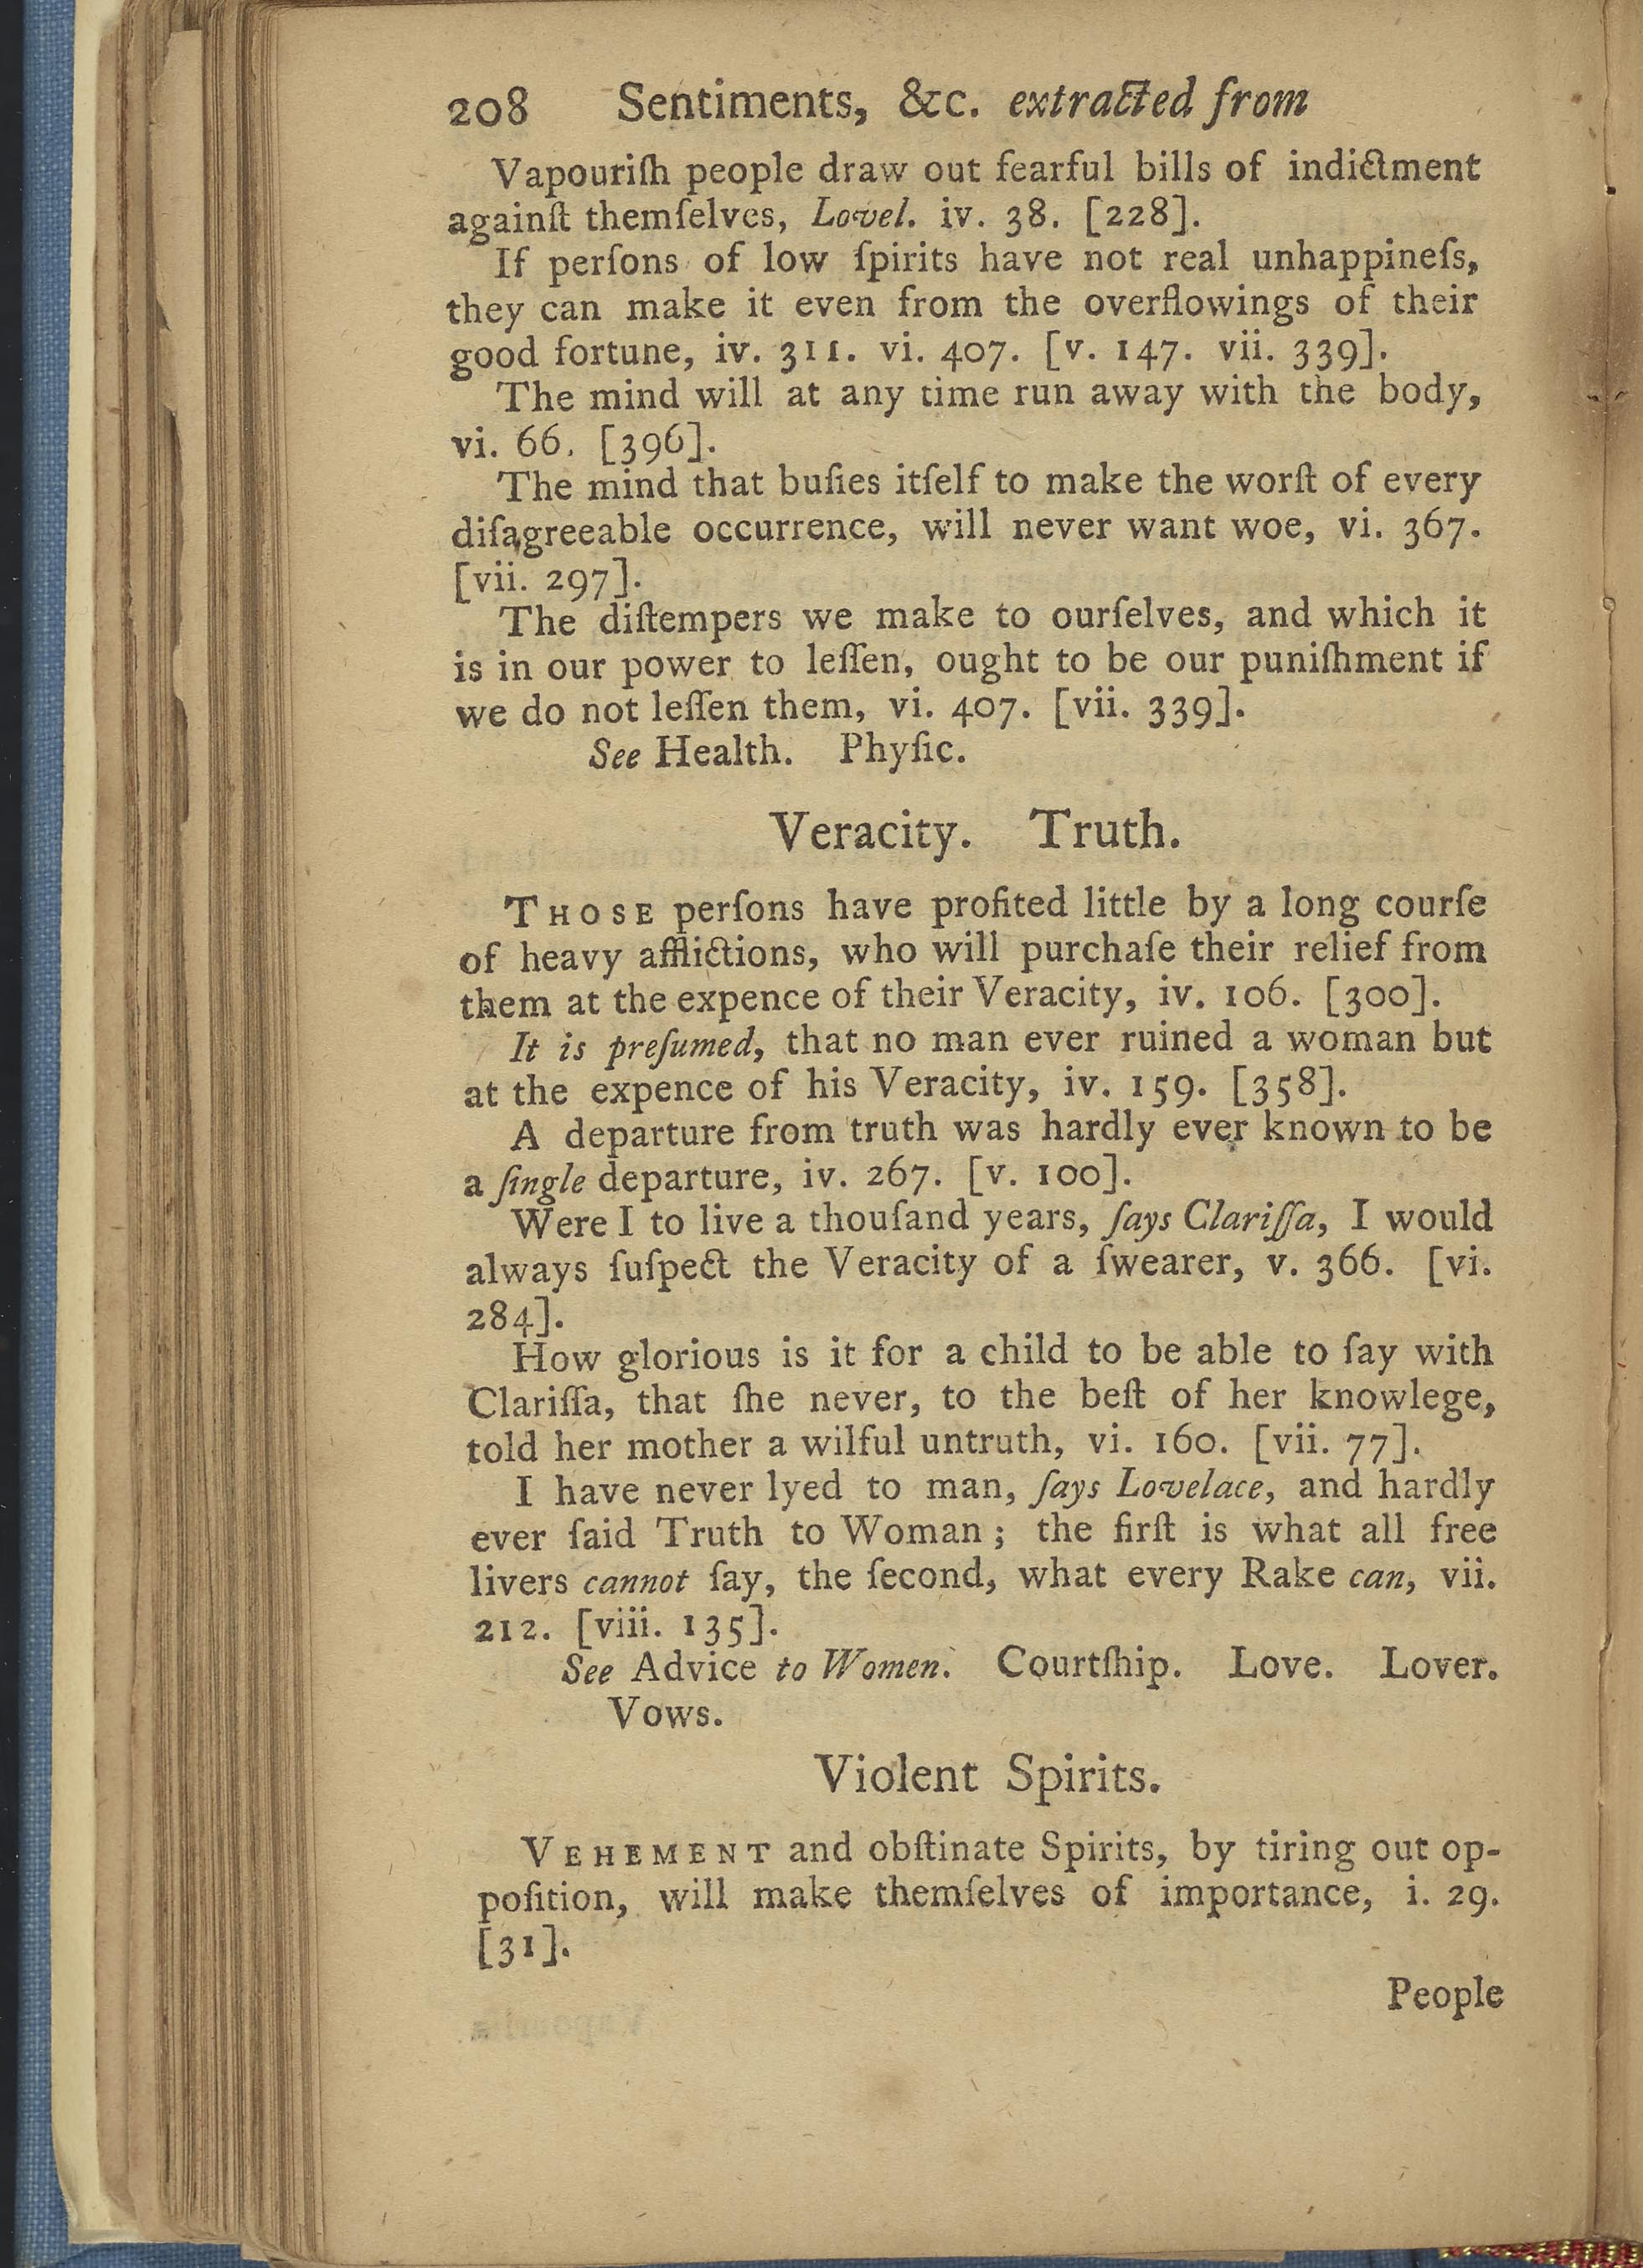 208 Sentiments, &c. extracted from
Vapouriſh people draw out fearful bills of indictment
againſt themſelves, Lovel. iv. 38. [228].
If perſons of low ſpirits have not real unhappineſs,
they can make it even from the overflowings of their
good fortune, iv. 311. vi. 407. [v. 147. vii. 339].
The mind will at any time run away with the body,
vi. 66. [396].
The mind that buſies itſelf to make the worſt of every
diſagreeable occurrence, will never want woe, vi. 367.
[vii. 297].
The diſtempers we make to ourſelves, and which it
is in our power to leſſen, ought to be our puniſhment if
we do not leſſen them, vi. 407. [vii. 339].
See Health. Phyſic.
Veracity. Truth.
THOSE perſons have profited little by a long courſe
of heavy afflictions, who will purchaſe their relief from
them at the expence of their Veracity, iv. 106. [300].
It is preſumed, that no man ever ruined a woman but
at the expence of his Veracity, iv. 159. [358].
A departure from truth was hardly ever known to be
a ſingle departure, iv. 267. [v. 100].
Were I to live a thouſand years, ſays Clariſſa, I would
always ſuſpect the Veracity of a ſwearer, v. 366. [vi.
284].
How glorious is it for a child to be able to ſay with
Clariſſa, that ſhe never, to the beſt of her knowlege,
told her mother a wilful untruth, vi. 160. [vii. 77].
I have never lyed to man, ſays Lovelace, and hardly
ever ſaid Truth to Woman; the firſt is what all free
livers cannot ſay, the ſecond, what every Rake can, vii.
212. [viii. 135].
See Advice to Women. Courtſhip. Love. Lover.
Vows.
Violent Spirits.
VEHEMENT and obſtinate Spirits, by tiring out op-
poſition, will make themſelves of importance, i. 29.
[31].
People